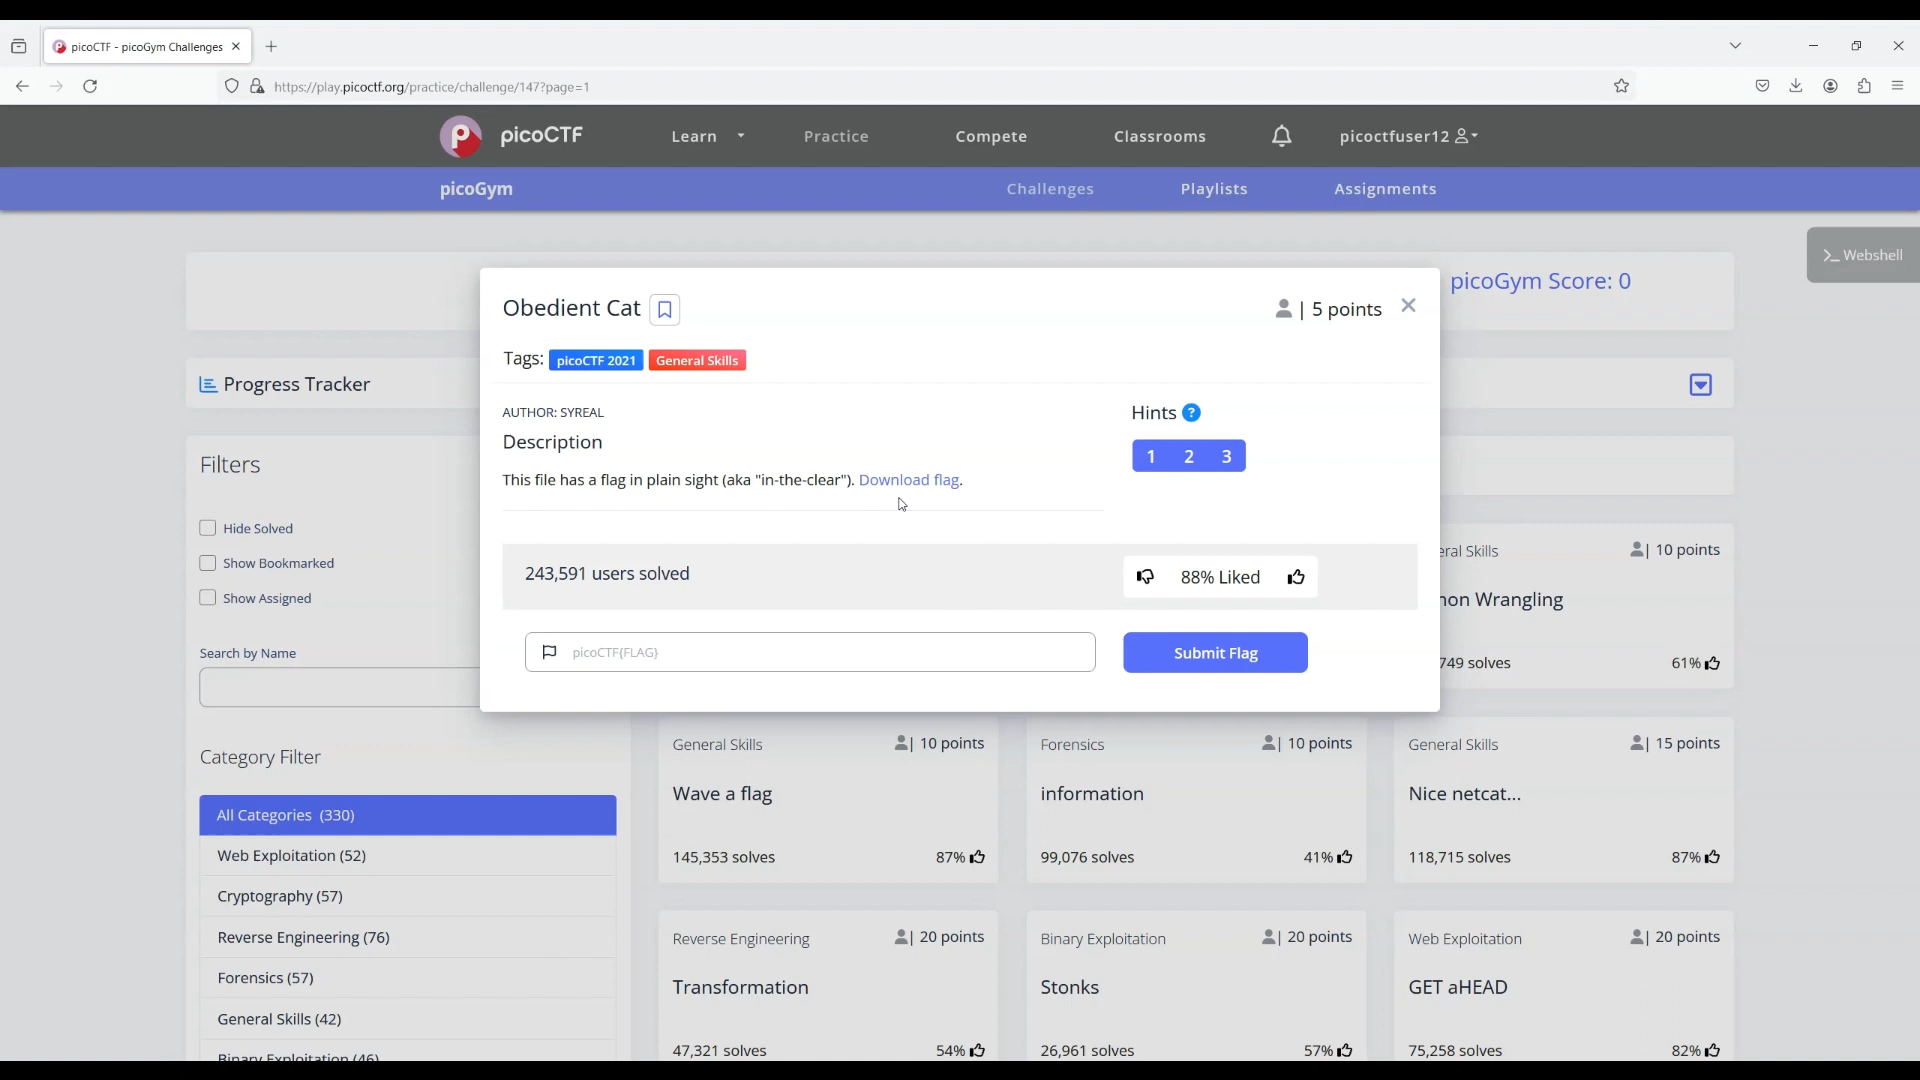 picoCTF - picoGym Challenges
https://play.picoctf.org/practice/challenge/147?page=1
picoCTF
Learn
Practice
Compete
Classrooms
picoctfuser12
picoGym
Challenges
Playlists
Assignments
>_ Webshell
picoGym Score: 0
Obedient Cat
| 5 points
Tags: picoCTF 2021 General Skills
Progress Tracker
AUTHOR: SYREAL
Hints ?
Description
1 2 3
This file has a flag in plain sight (aka "in-the-clear"). Download flag.
Filters
Hide Solved
Show Bookmarked
Show Assigned
Search by Name
243,591 users solved
88% Liked
picoCTF{FLAG}
Submit Flag
| 10 points
Wrangling
749 solves
61%
Category Filter
All Categories (330)
Web Exploitation (52)
Cryptography (57)
Reverse Engineering (76)
Forensics (57)
General Skills (42)
Binary Exploitation (46)
General Skills
| 10 points
Wave a flag
145,353 solves
87%
Forensics
| 10 points
information
99,076 solves
41%
General Skills
| 15 points
Nice netcat...
118,715 solves
87%
Reverse Engineering
| 20 points
Transformation
47,321 solves
54%
Binary Exploitation
| 20 points
Stonks
26,961 solves
57%
Web Exploitation
| 20 points
GET aHEAD
75,258 solves
82%